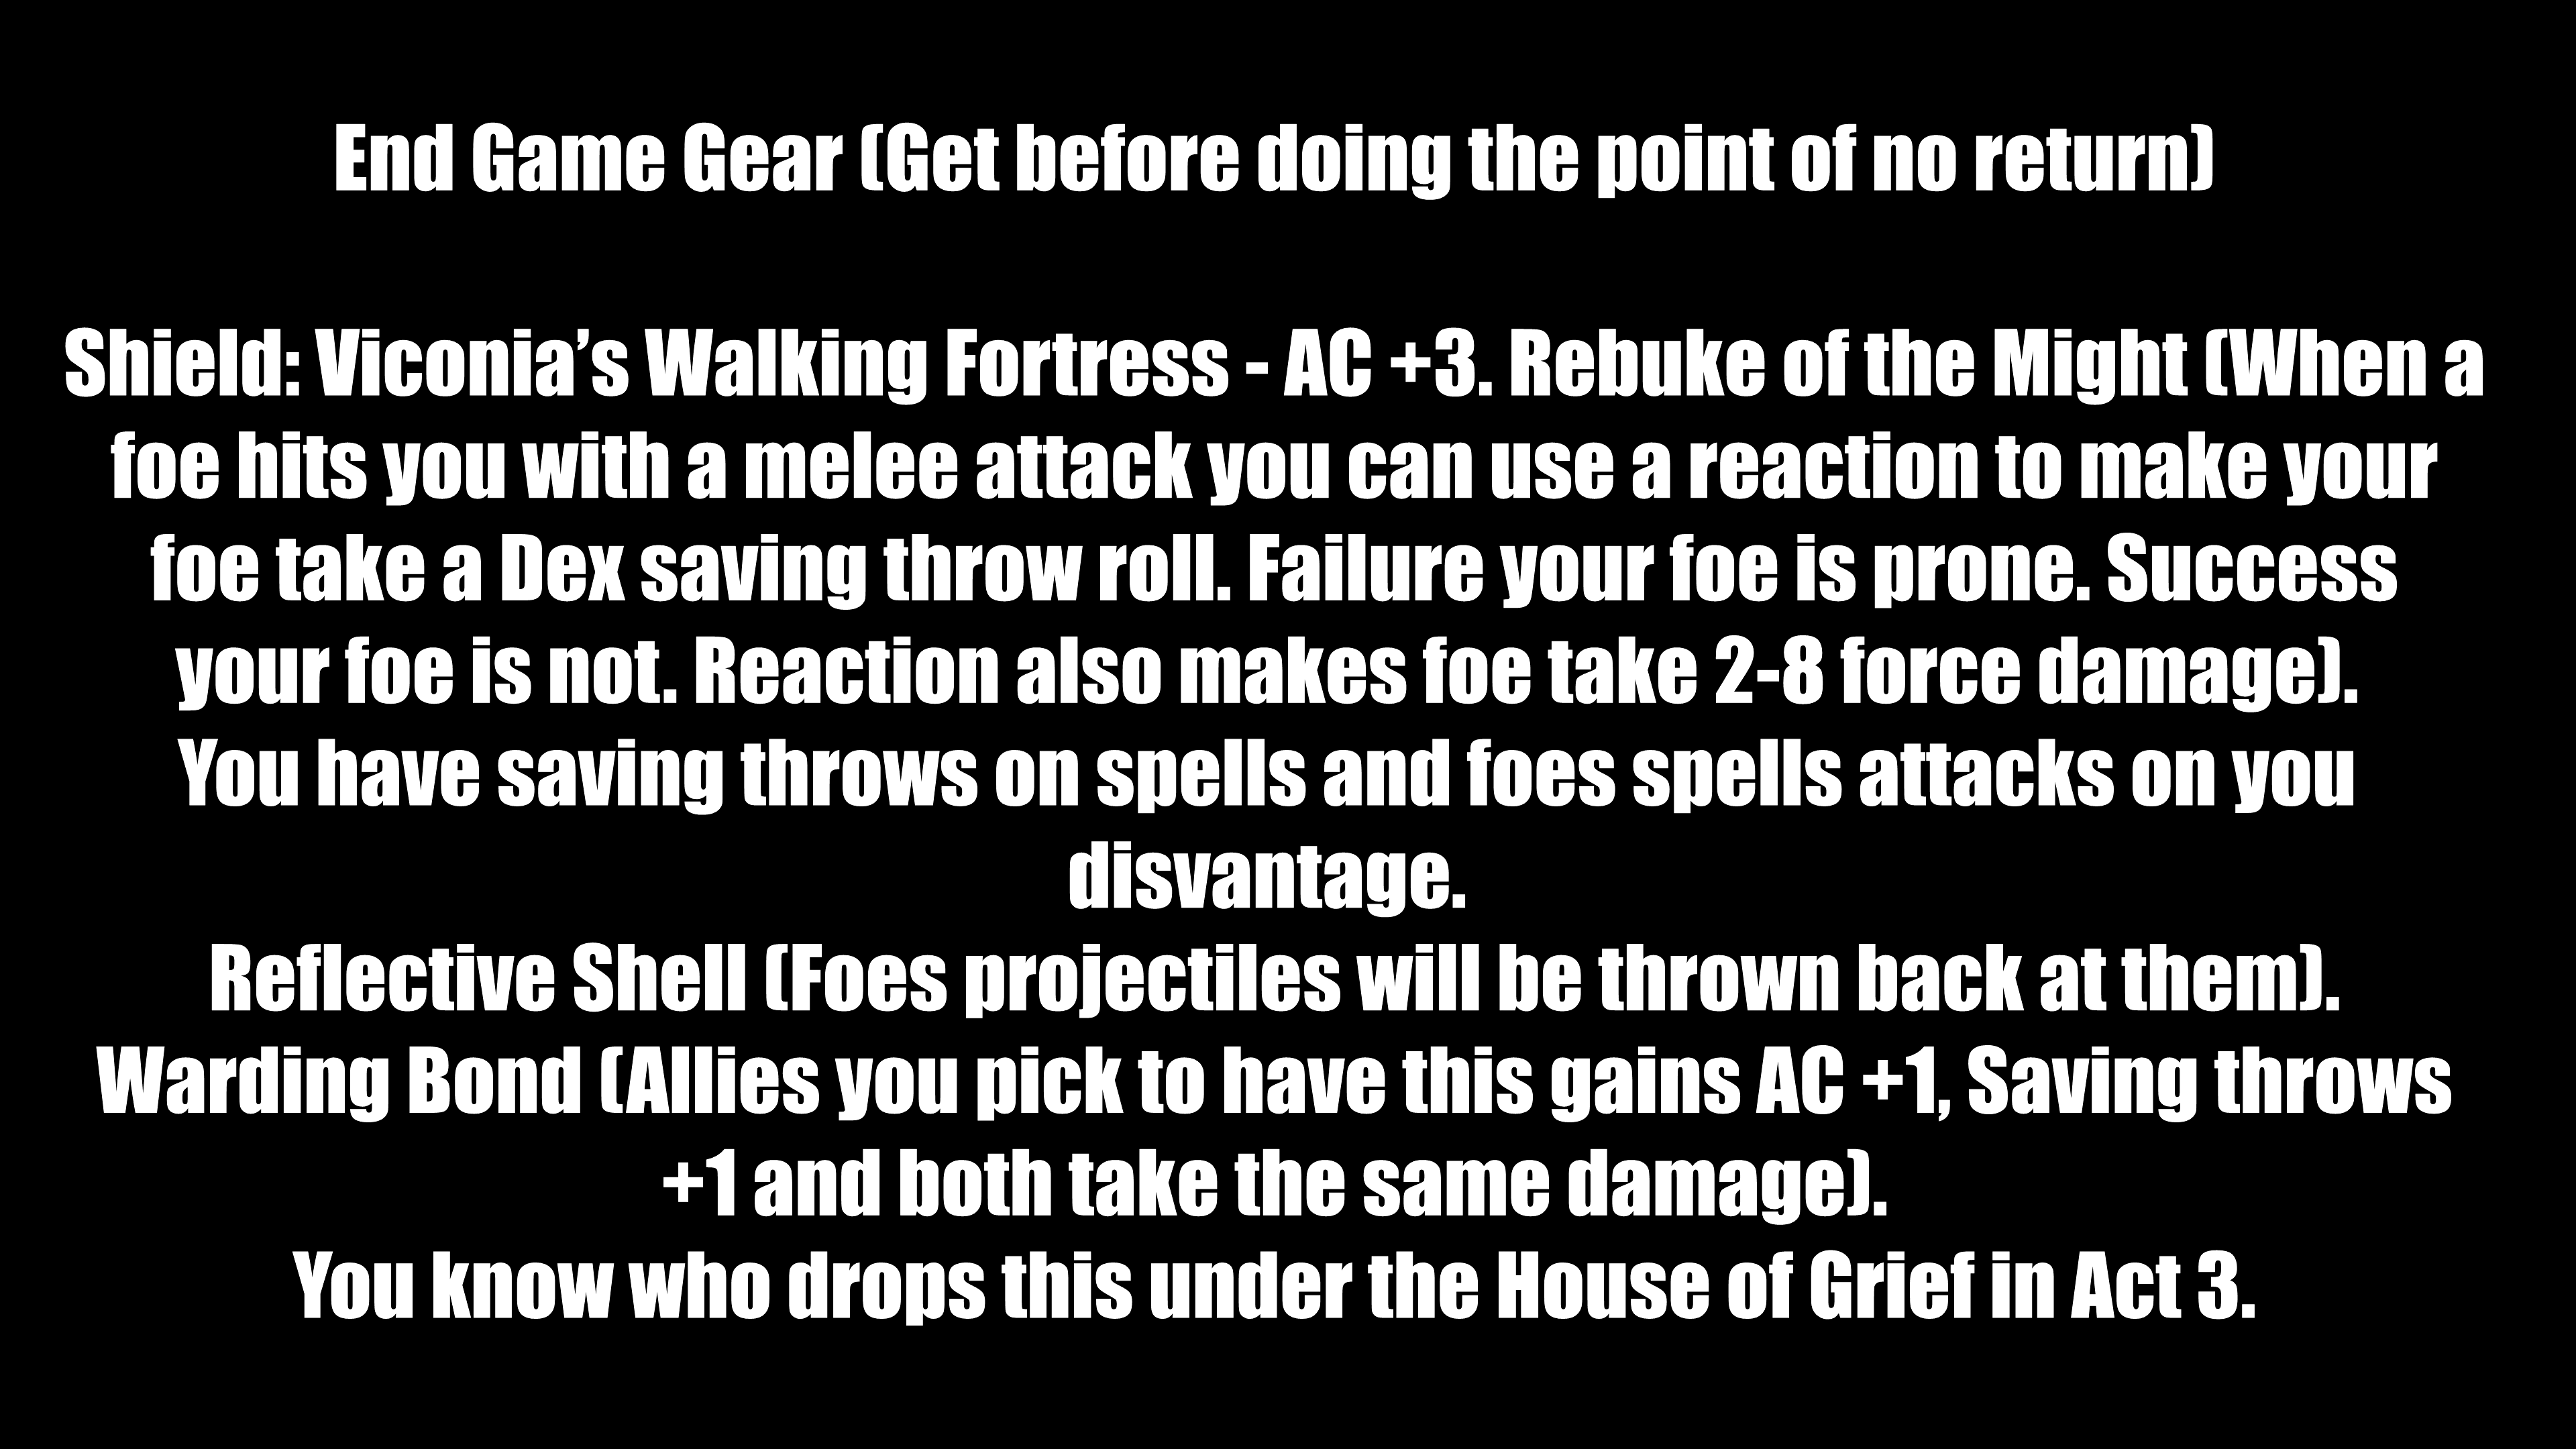 End Game Gear (Get before doing the point of no return)
Shield: Viconia’s Walking Fortress - AC +3. Rebuke of the Might (When a
foe hits you with a melee attack you can use a reaction to make your
foe take a Dex saving throw roll. Failure your foe is prone. Success
your foe is not. Reaction also makes foe take 2-8 force damage).
You have saving throws on spells and foes spells attacks on you
disvantage.
Reflective Shell (Foes projectiles will be thrown back at them).
Warding Bond (Allies you pick to have this gains AC +1, Saving throws
+1 and both take the same damage).
You know who drops this under the House of Grief in Act 3.